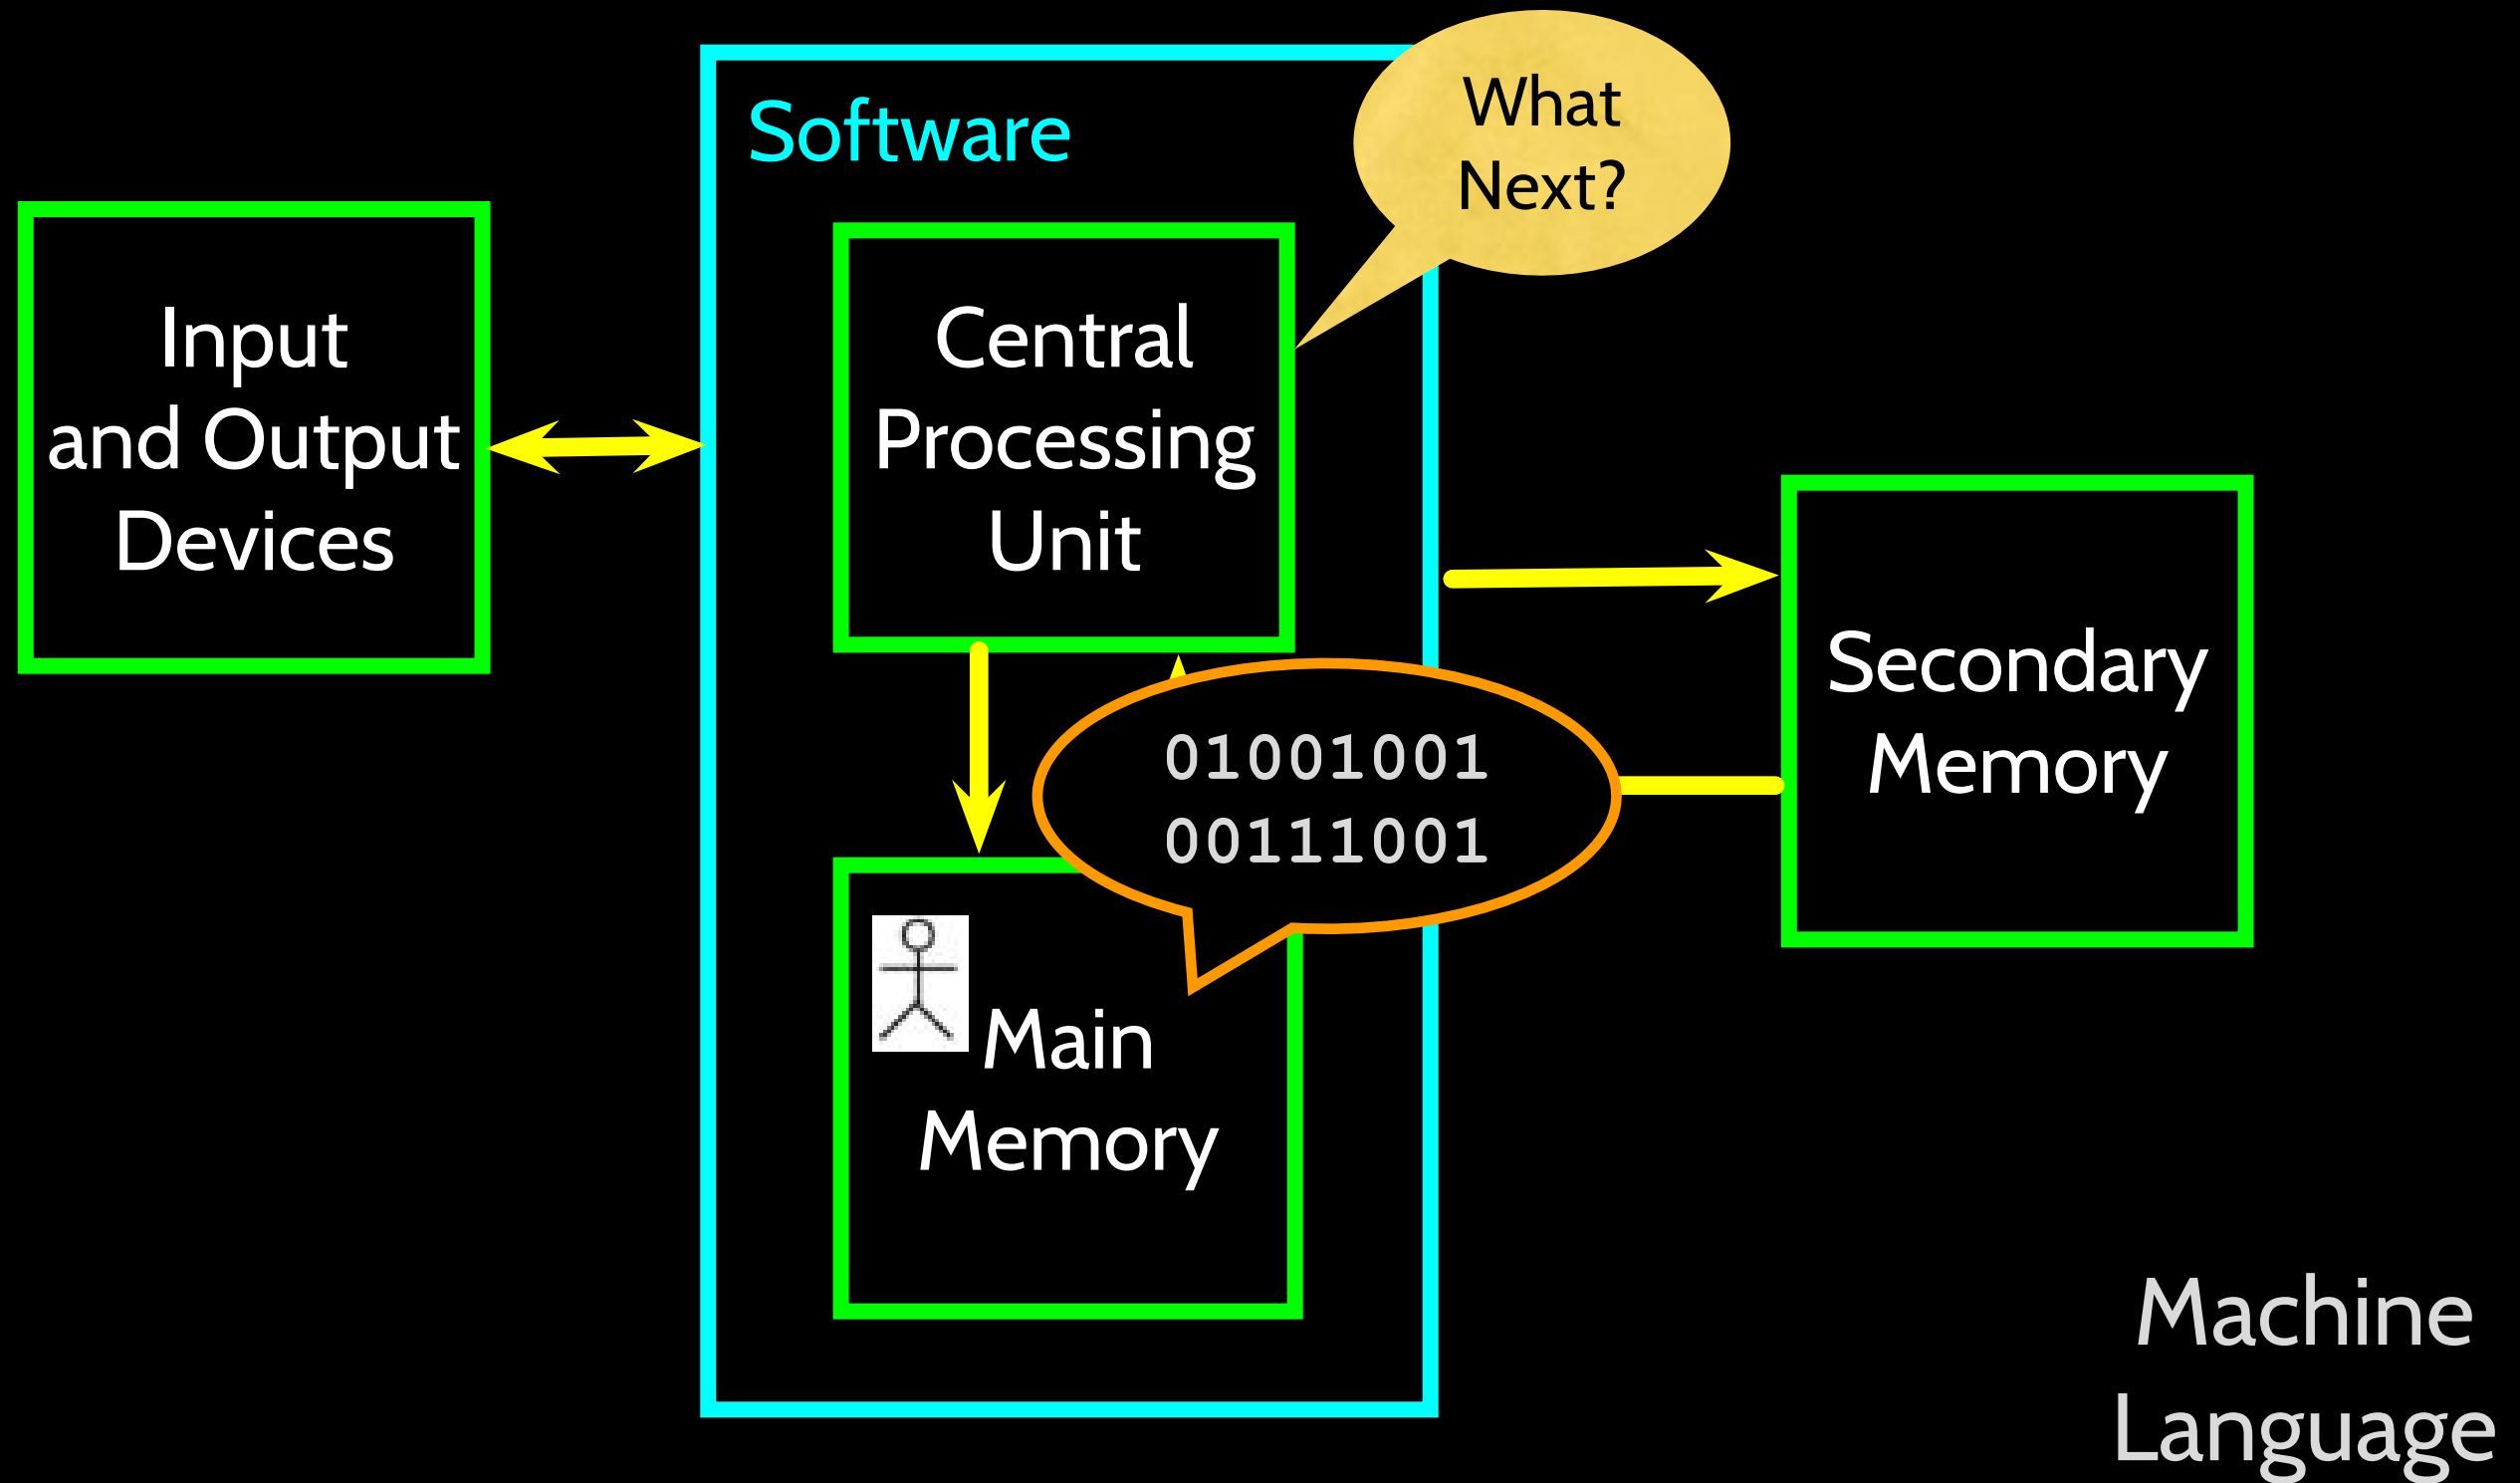 Software
What
Next?
Input
and Output
Devices
Central
Processing
Unit
01001001
00111001
Secondary
Memory
Main
Memory
Machine
Language